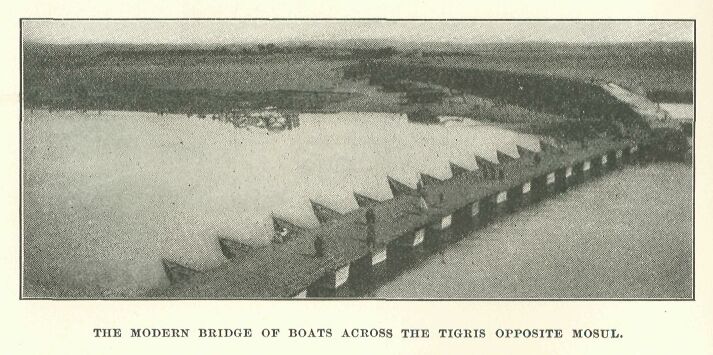 THE MODERN BRIDGE OF BOATS ACROSS THE TIGRIS OPPOSITE MOSUL.